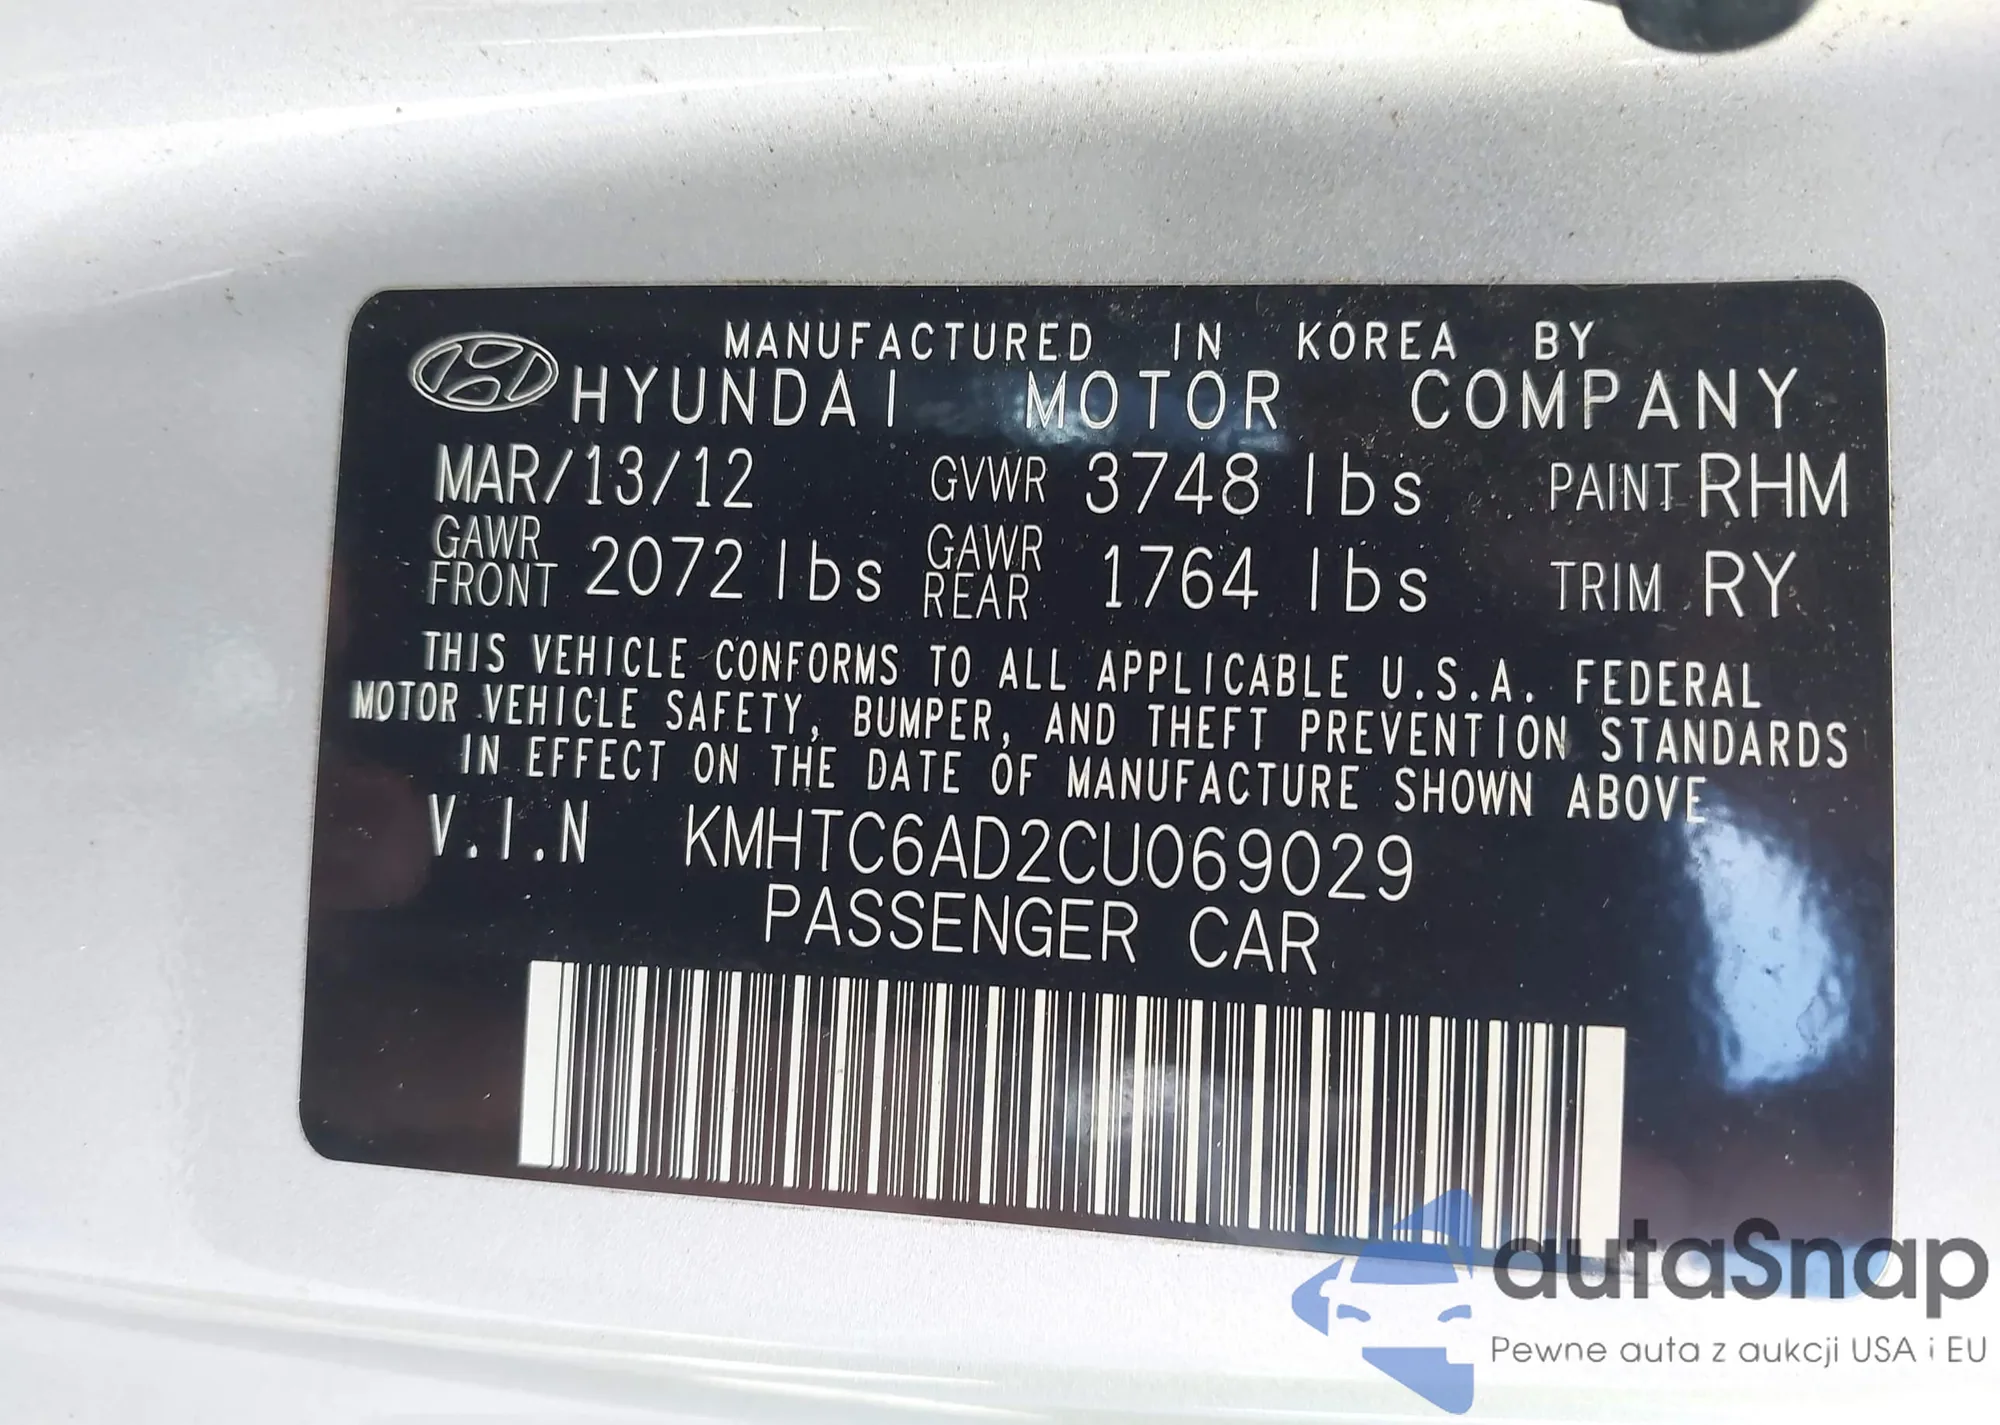 MANUFACTURED IN KOREA BY
HYUNDAI MOTOR COMPANY
MAR/13/12 GVWR 3748 lbs PAINT RHM
GAWR FRONT 2072 lbs GAWR REAR 1764 lbs TRIM RY
THIS VEHICLE CONFORMS TO ALL APPLICABLE U.S.A. FEDERAL
MOTOR VEHICLE SAFETY, BUMPER, AND THEFT PREVENTION STANDARDS
IN EFFECT ON THE DATE OF MANUFACTURE SHOWN ABOVE
V.I.N KMHTC6AD2CU069029
PASSENGER CAR
autaSnap
Pewne auta z aukcji USA i EU